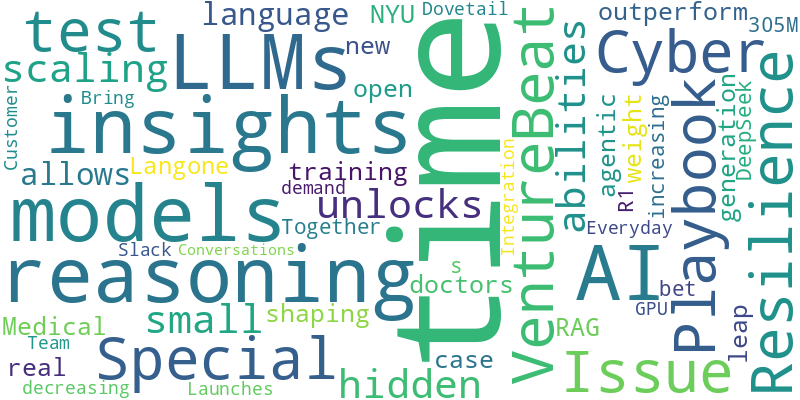 test
language
NYU
Dovetail
outperform
305M
scaling
LLMs
new
time
VentureBeat
abilities
Cyber
Customer
Bring
open
insights
agentic
weight
increasing
Playbook
generation
DeepSeek
Resilience
allows
Langone
training
demand
unlocks
Integration
R1
models
Together
Everyday
Slack
Conversations
reasoning
s
doctors
AI
bet
GPU
Medical
small
shaping
RAG
leap
Team
real
Special
case
Issue
decreasing
Launches
hidden